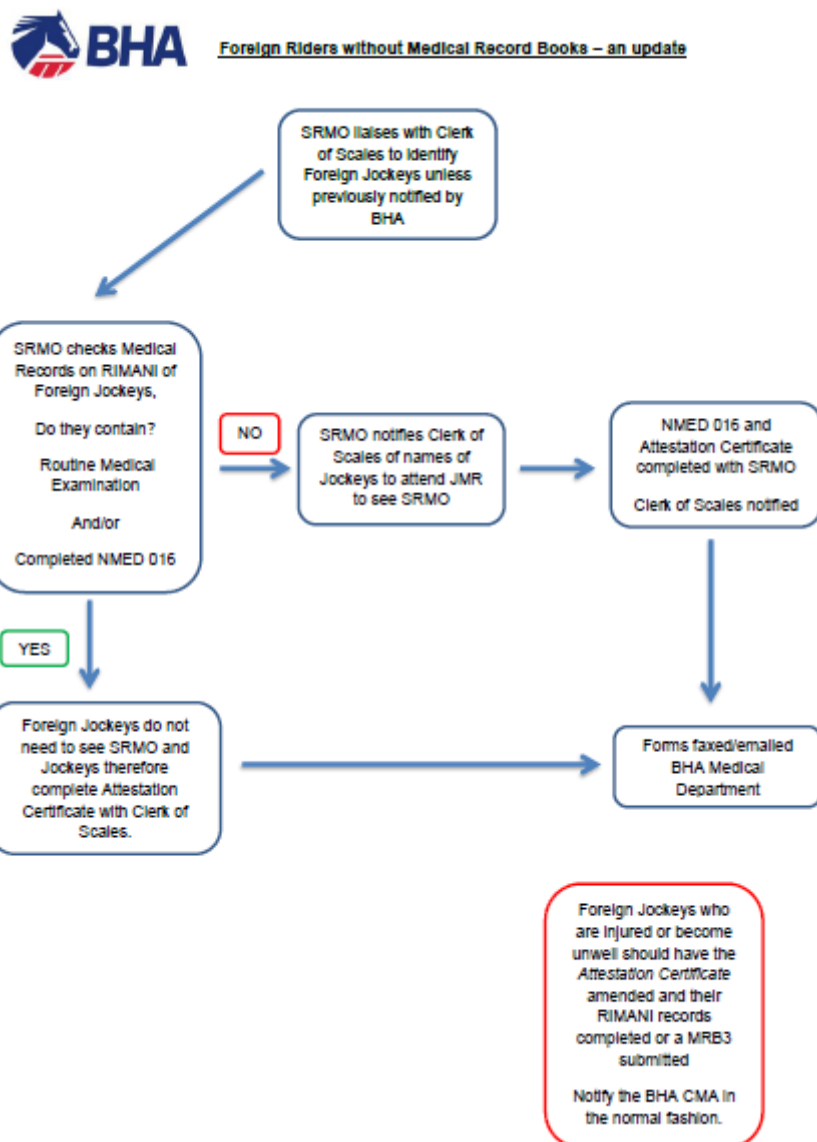 BHA
Foreign Riders without Medical Record Books – an update
SRMO liaises with Clerk
of Scales to identify
Foreign Jockeys unless
previously notified by
BHA
SRMO checks Medical
Records on RIMANI of
Foreign Jockeys,
Do they contain?
Routine Medical
Examination
And/or
Completed NMED 016
NO
SRMO notifies Clerk of
Scales of names of
Jockeys to attend JMR
to see SRMO
NMED 016 and
Attestation Certificate
completed with SRMO
Clerk of Scales notified
YES
Foreign Jockeys do not
need to see SRMO and
Jockeys therefore
complete Attestation
Certificate with Clerk of
Scales.
Forms faxed/emailed
BHA Medical
Department
Foreign Jockeys who
are injured or become
unwell should have the
Attestation Certificate
amended and their
RIMANI records
completed or a MRB3
submitted
Notify the BHA CMA in
the normal fashion.